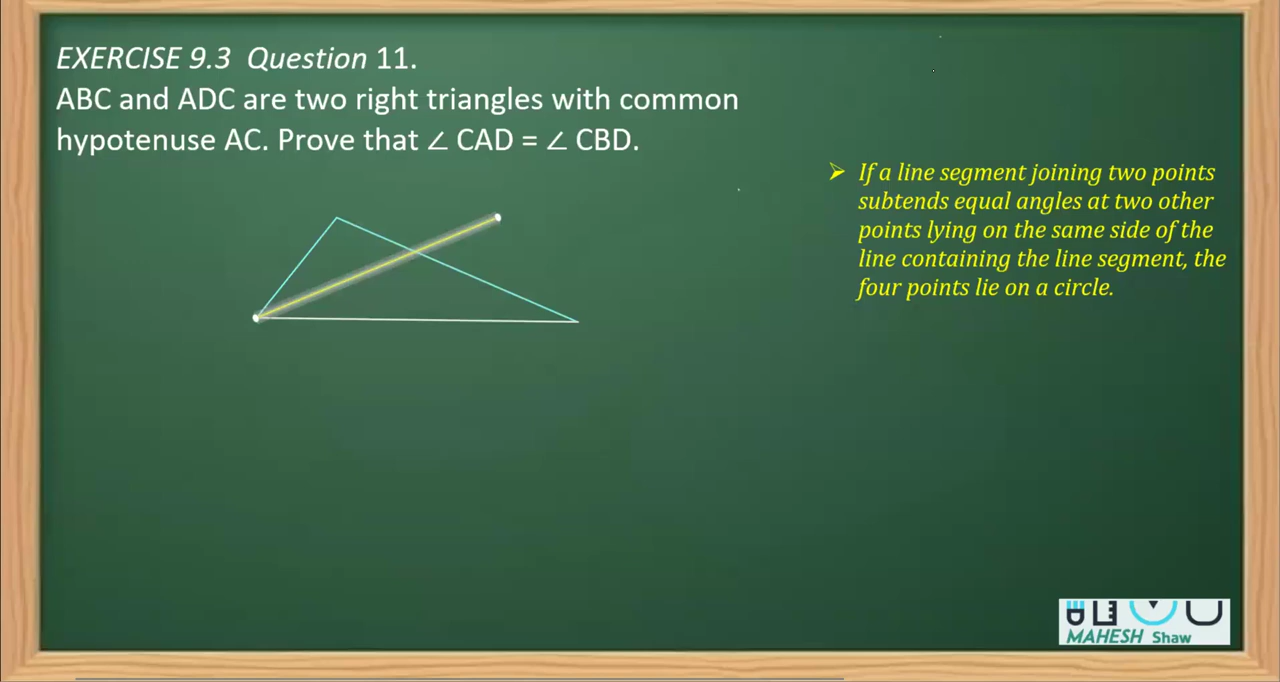 EXERCISE 9.3 Question 11.
ABC and ADC are two right triangles with common
hypotenuse AC. Prove that ∠ CAD = ∠ CBD.
➢ If a line segment joining two points
subtends equal angles at two other
points lying on the same side of the
line containing the line segment, the
four points lie on a circle.
MAHESH Shaw